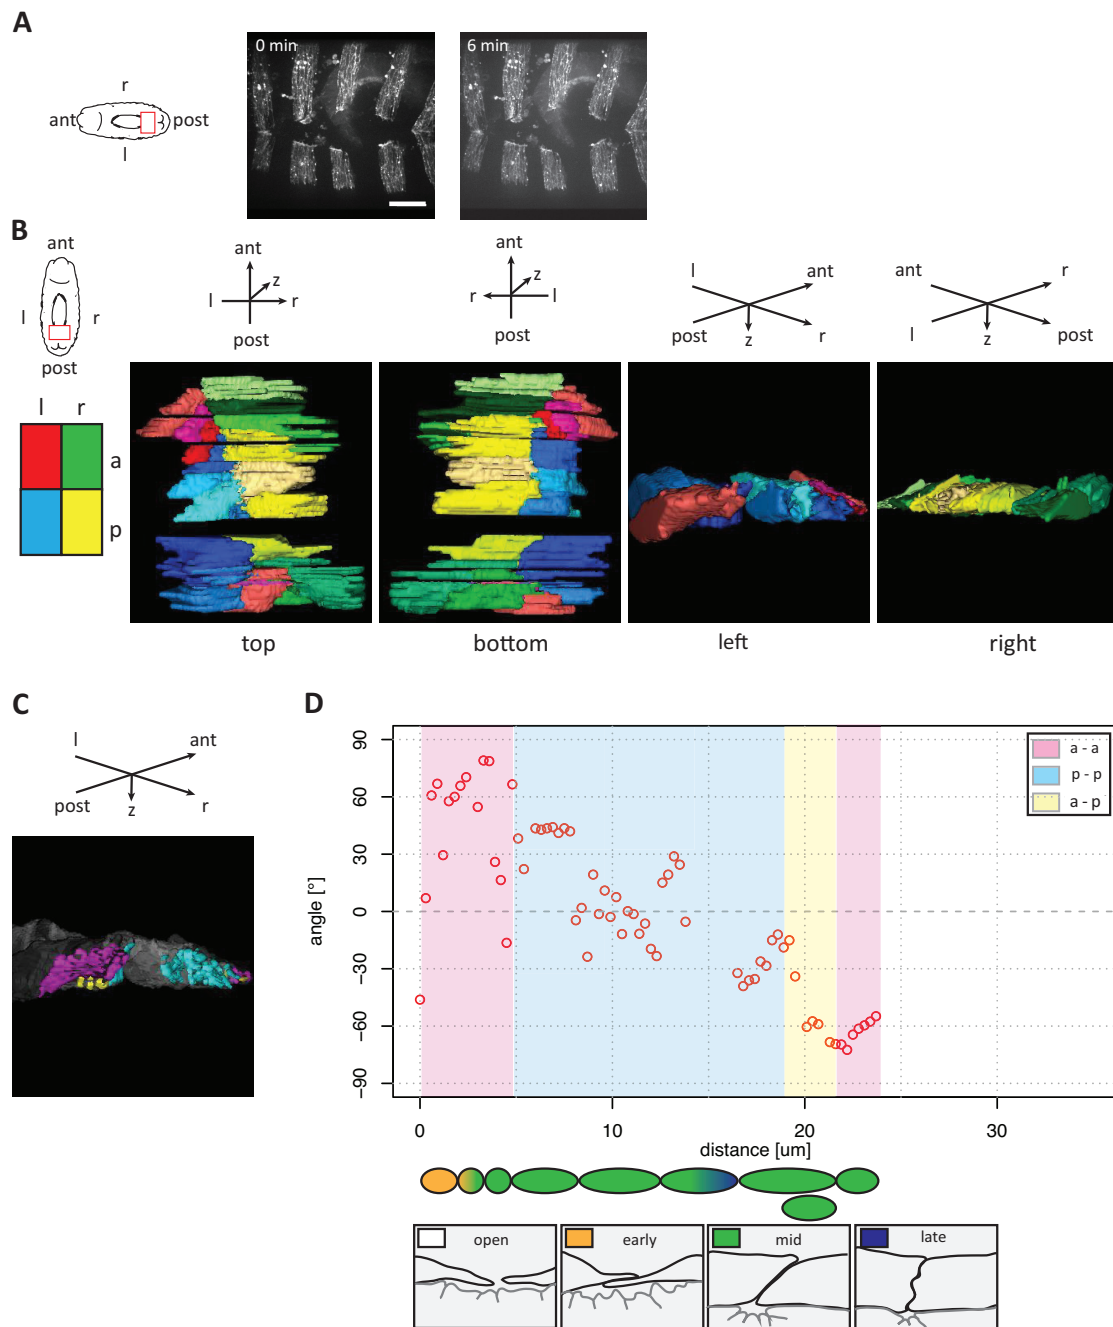 A
0 min
6 min
r
ant
post
l
B
ant
l
r
post
l r
a
p
ant
z
l
r
post
ant
z
r
l
post
l
ant
post
z
r
ant
r
l
z
post
top
bottom
left
right
C
l
ant
post
z
r
D
a - a
p - p
a - p
angle [°]
90
60
30
0
−30
−60
−90
0
10
20
30
distance [um]
open
early
mid
late